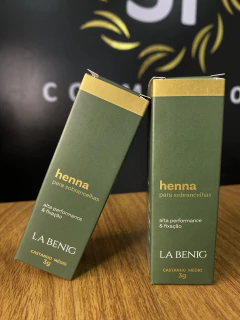 henna
para sobrancelhas
alta performance
& fixação
LA BENIG
CASTANHO MÉDIO
3g
henna
para sobrancelhas
alta performance
& fixação
LA BENIG
CASTANHO MÉDIO
3g